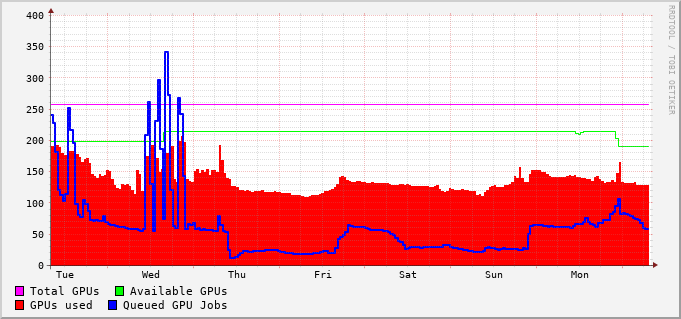 400
350
300
250
200
150
100
50
0
Tue Wed Thu Fri Sat Sun Mon
Total GPUs Available GPUs
GPUs used Queued GPU Jobs
RRDTOOL / TOBI OETIKER